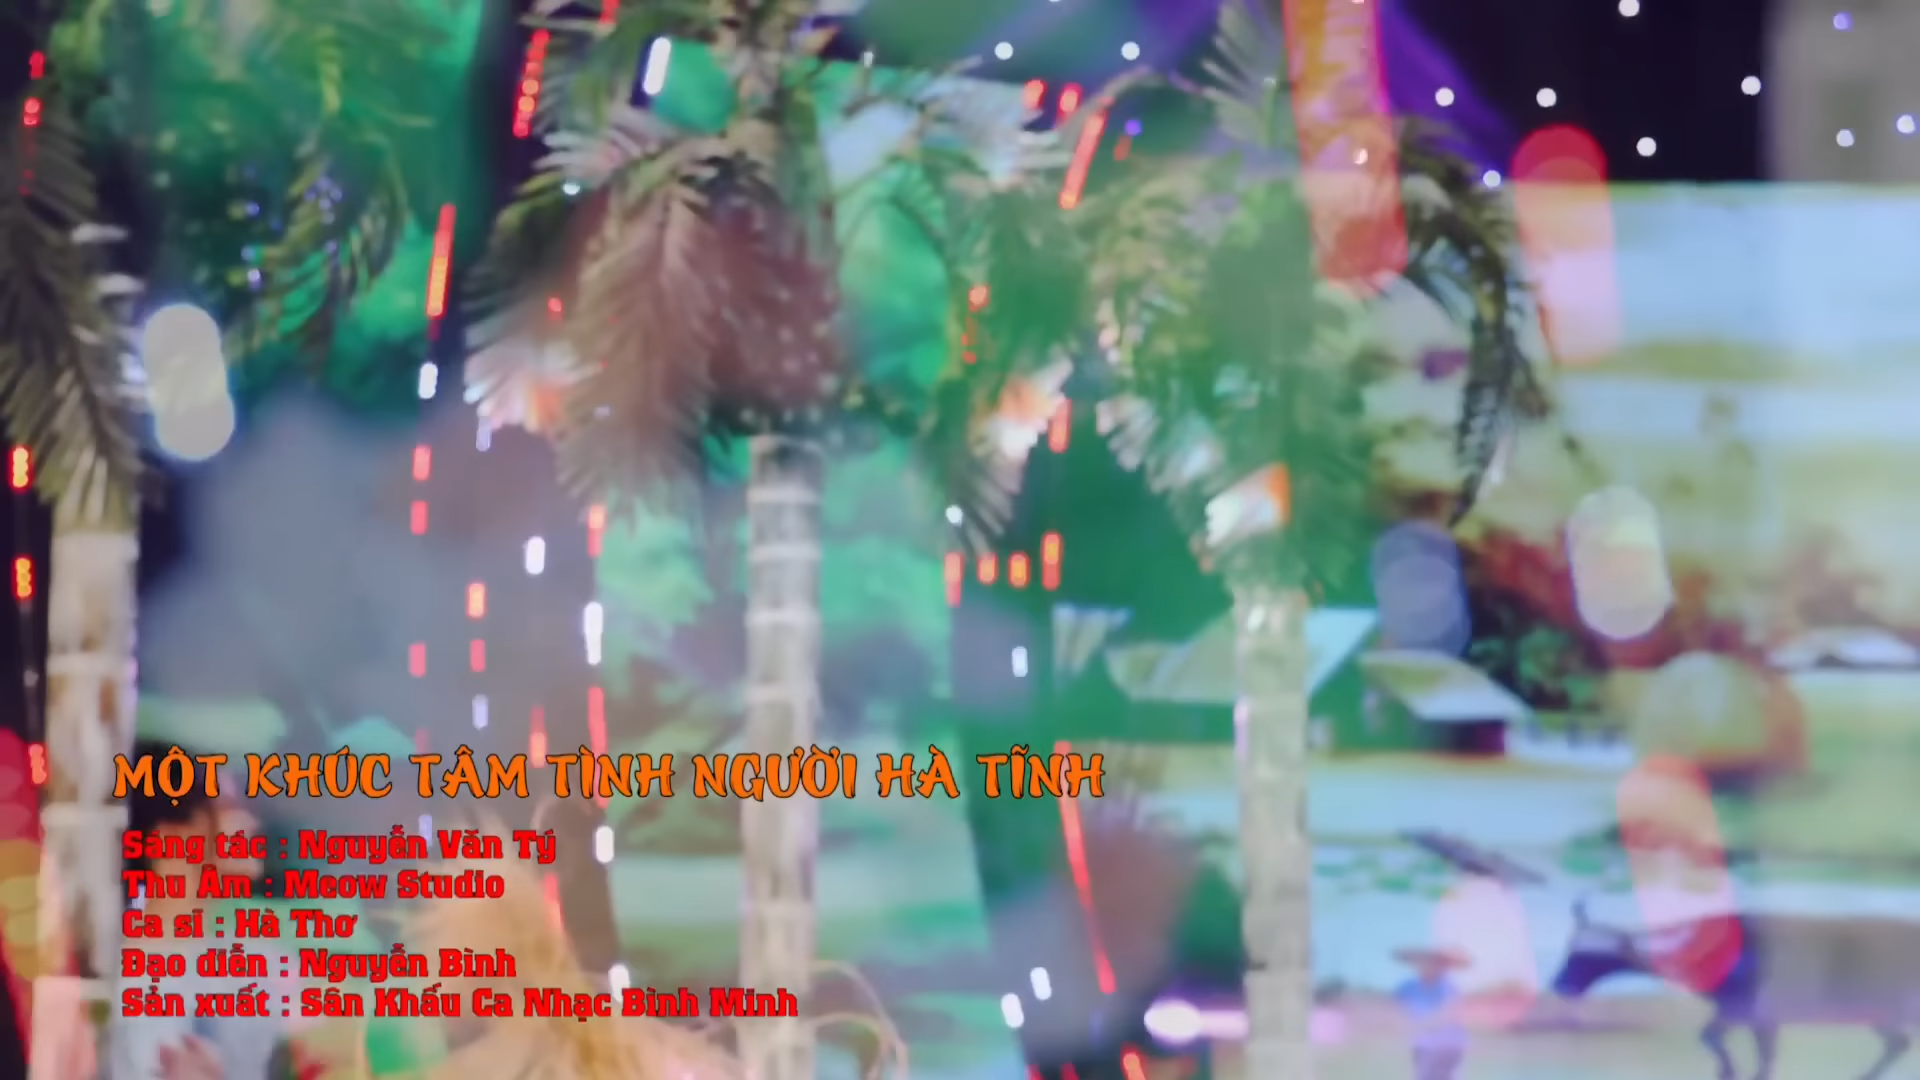 MỘT KHÚC TÂM TÌNH NGƯỜI HÀ TĨNH
Sáng tác : Nguyễn Văn Tý
Thu Âm : Meow Studio
Ca sĩ : Hà Thơ
Đạo diễn : Nguyễn Bình
Sản xuất : Sân Khấu Ca Nhạc Bình Minh